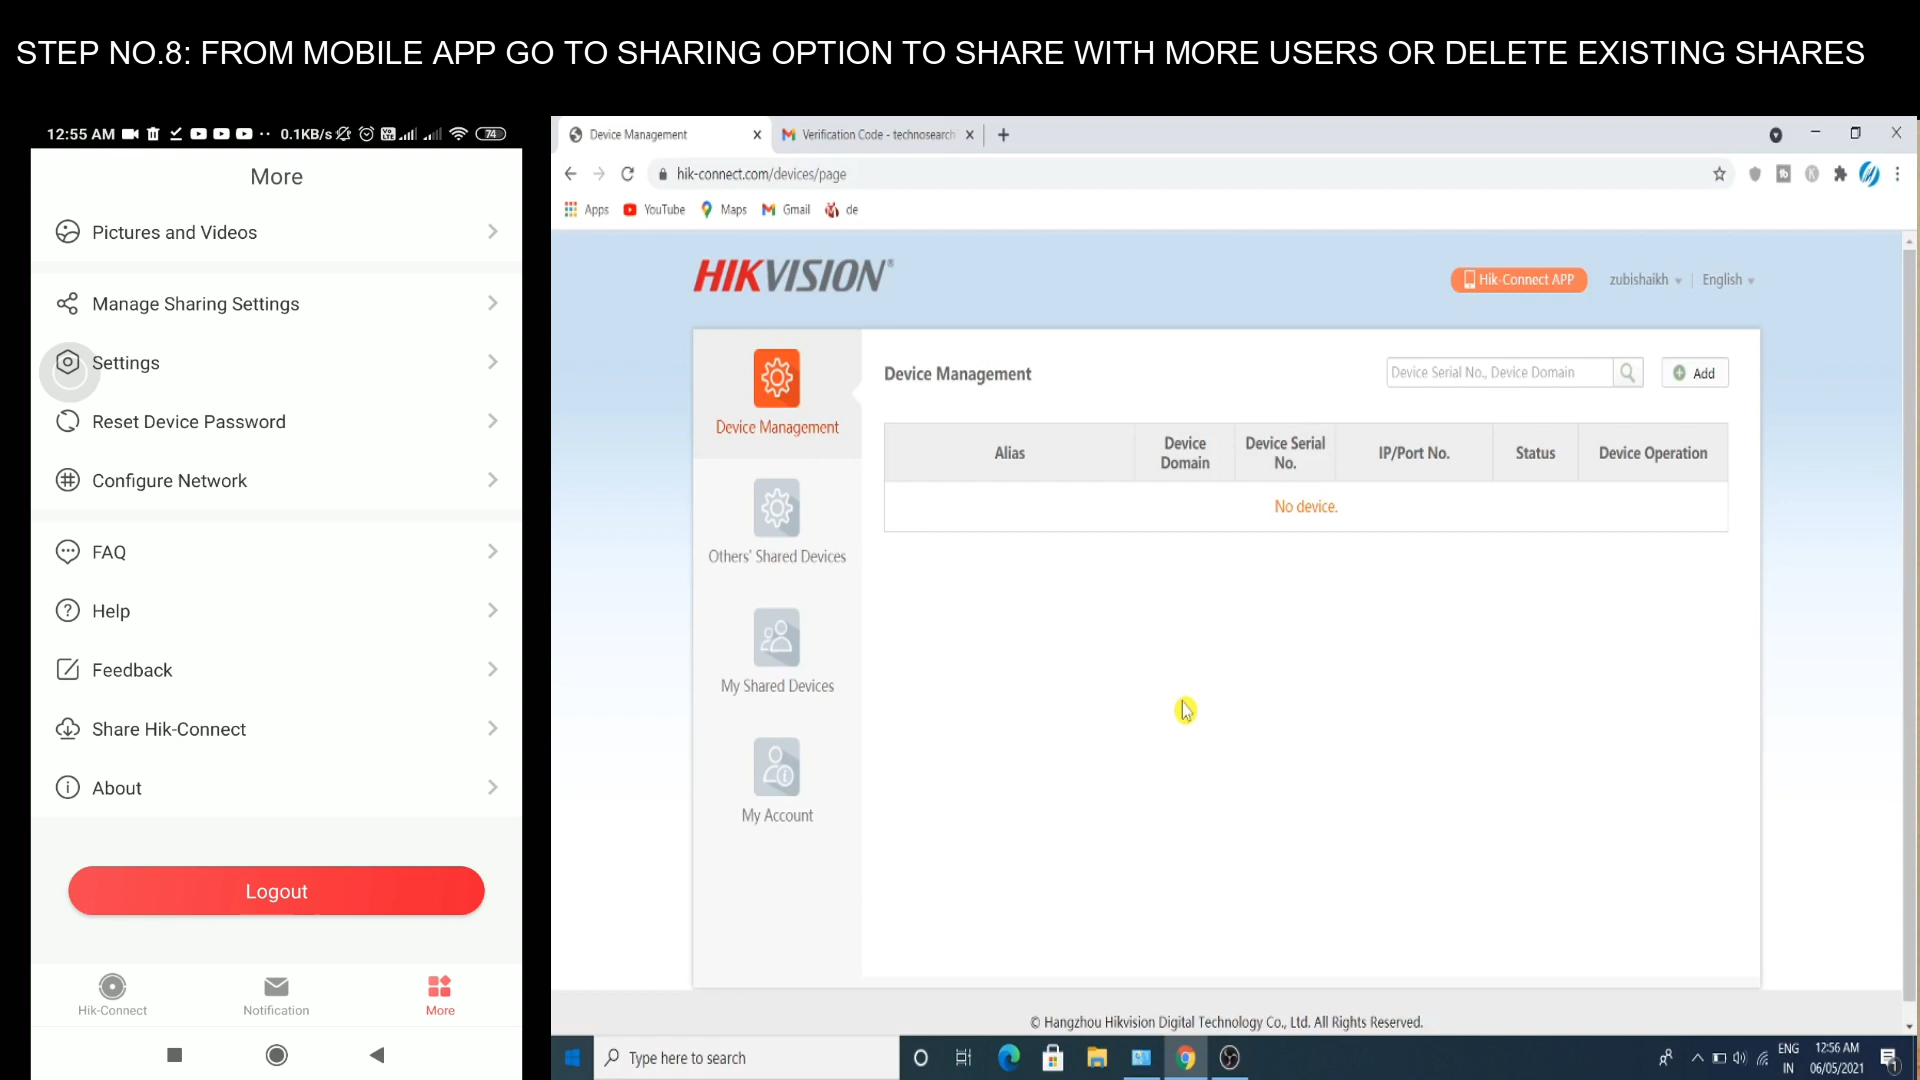 STEP NO.8: FROM MOBILE APP GO TO SHARING OPTION TO SHARE WITH MORE USERS OR DELETE EXISTING SHARES
12:55 AM
0.1KB/s
74
More
Pictures and Videos
Manage Sharing Settings
Settings
Reset Device Password
Configure Network
FAQ
Help
Feedback
Share Hik-Connect
About
Logout
Hik-Connect
Notification
More
Device Management
Verification Code - technosearch
hik-connect.com/devices/page
Apps
YouTube
Maps
Gmail
de
HIKVISION®
Hik-Connect APP
zubishaikh
English
Device Management
Others' Shared Devices
My Shared Devices
My Account
Device Management
Device Serial No., Device Domain
Add
Alias
Device Domain
Device Serial No.
IP/Port No.
Status
Device Operation
No device.
© Hangzhou Hikvision Digital Technology Co., Ltd. All Rights Reserved.
Type here to search
ENG
IN
12:56 AM
06/05/2021
1